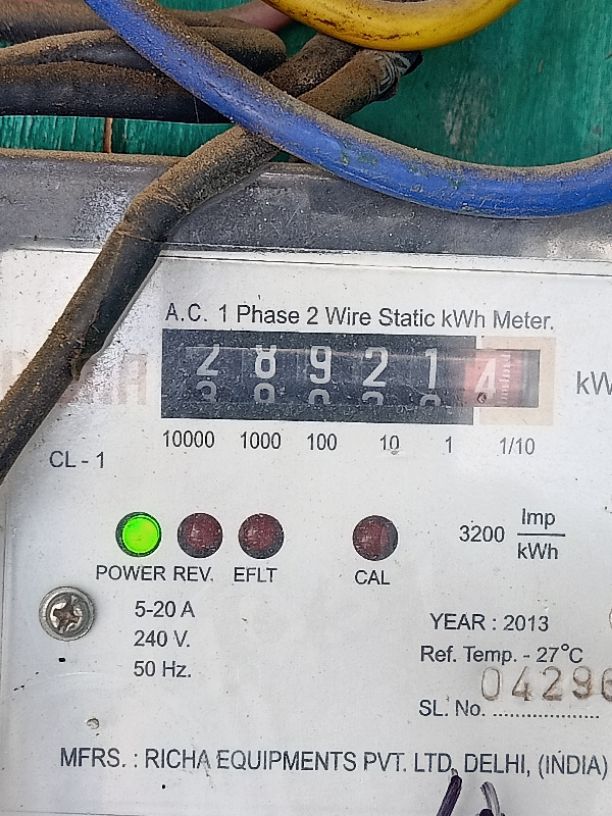 A.C. 1 Phase 2 Wire Static kWh Meter.
2 8 9 2 1 4
10000 1000 100 10 1 1/10
CL - 1
3200 Imp/kWh
POWER REV. EFLT CAL
5-20 A
240 V.
50 Hz.
YEAR : 2013
Ref. Temp. - 27°C
SL. No. 0429
MFRS. : RICHA EQUIPMENTS PVT. LTD, DELHI, (INDIA)